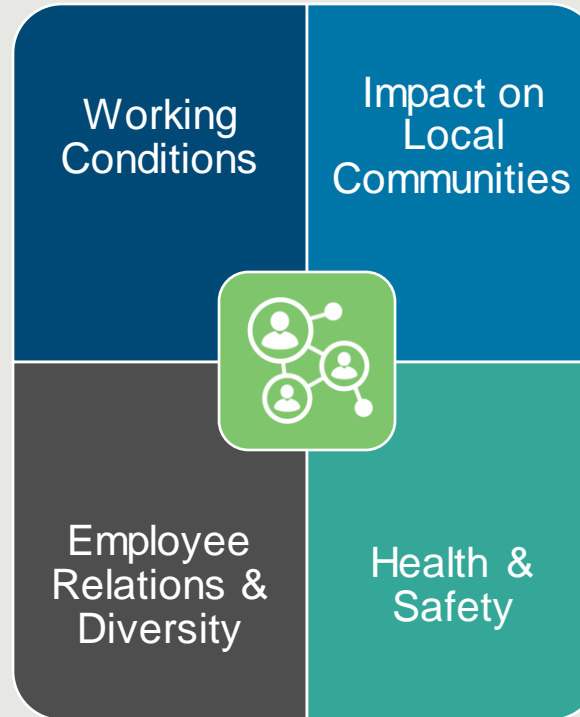 Working
Conditions
Impact on
Local
Communities
Employee
Relations &
Diversity
Health &
Safety